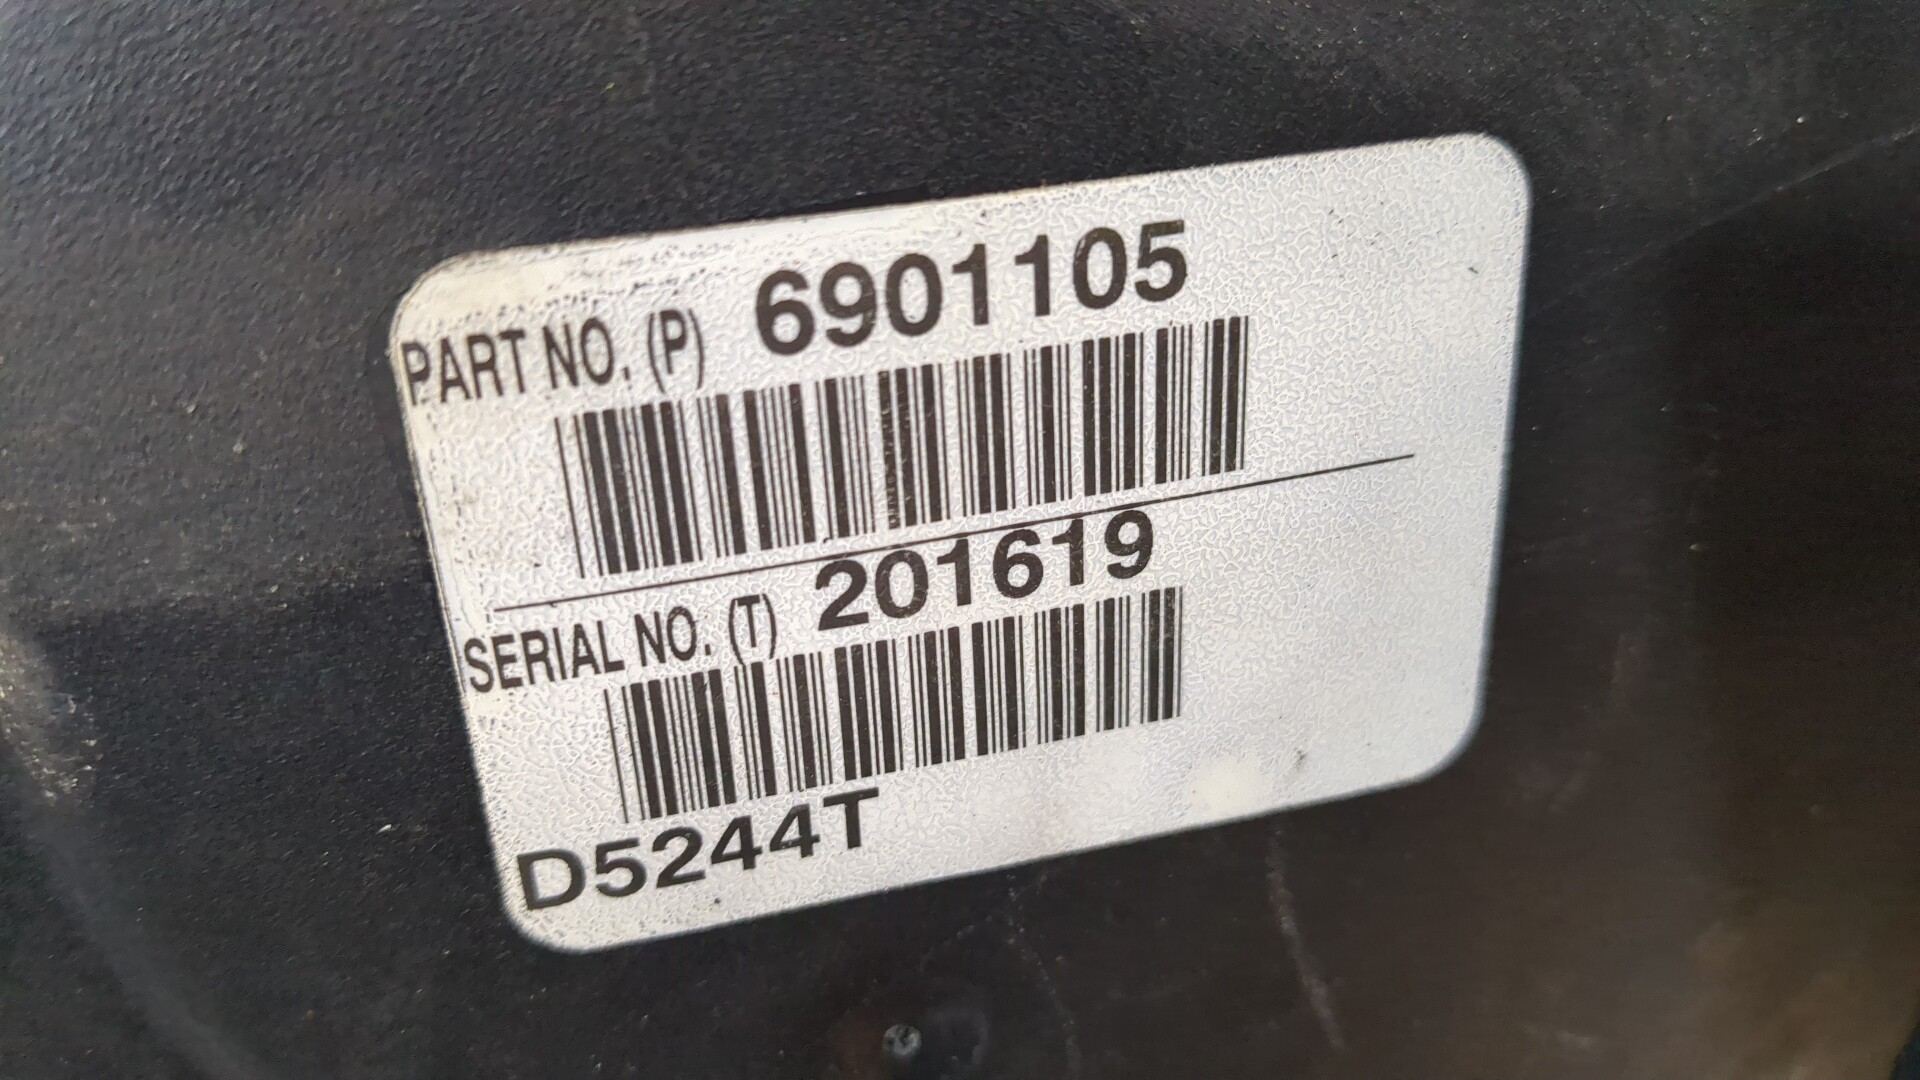 PART NO. (P) 6901105
SERIAL NO. (T) 201619
D5244T